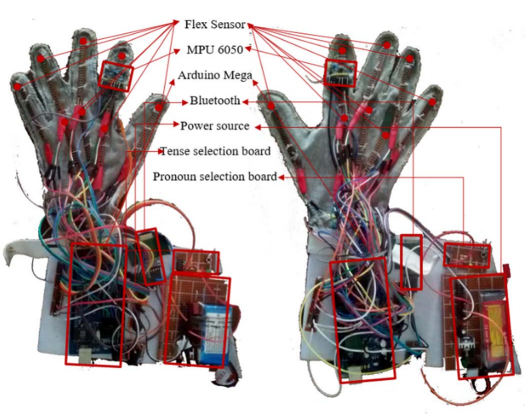 Flex Sensor
MPU 6050
Arduino Mega
Bluetooth
Power source
Tense selection board
Pronoun selection board